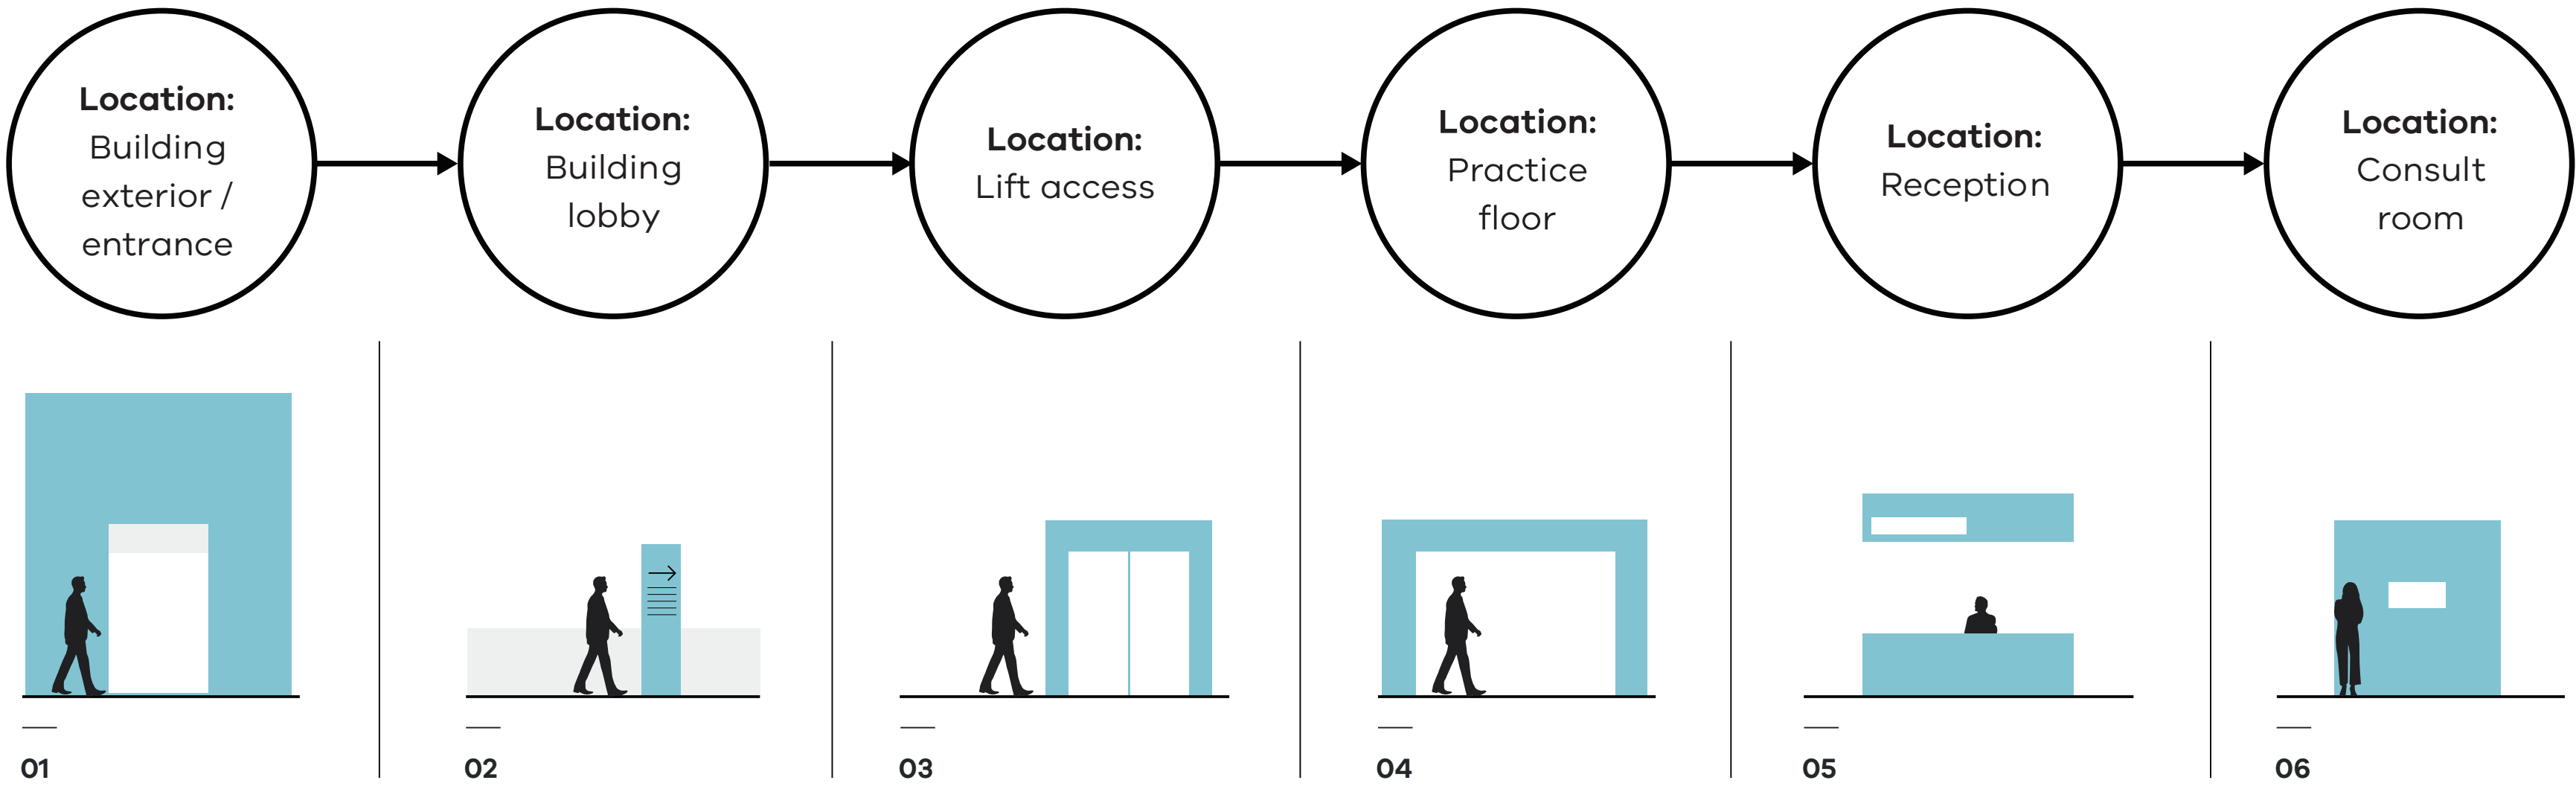 Location:
Building
exterior /
entrance
Location:
Building
lobby
Location:
Lift access
Location:
Practice
floor
Location:
Reception
Location:
Consult
room
01
02
03
04
05
06